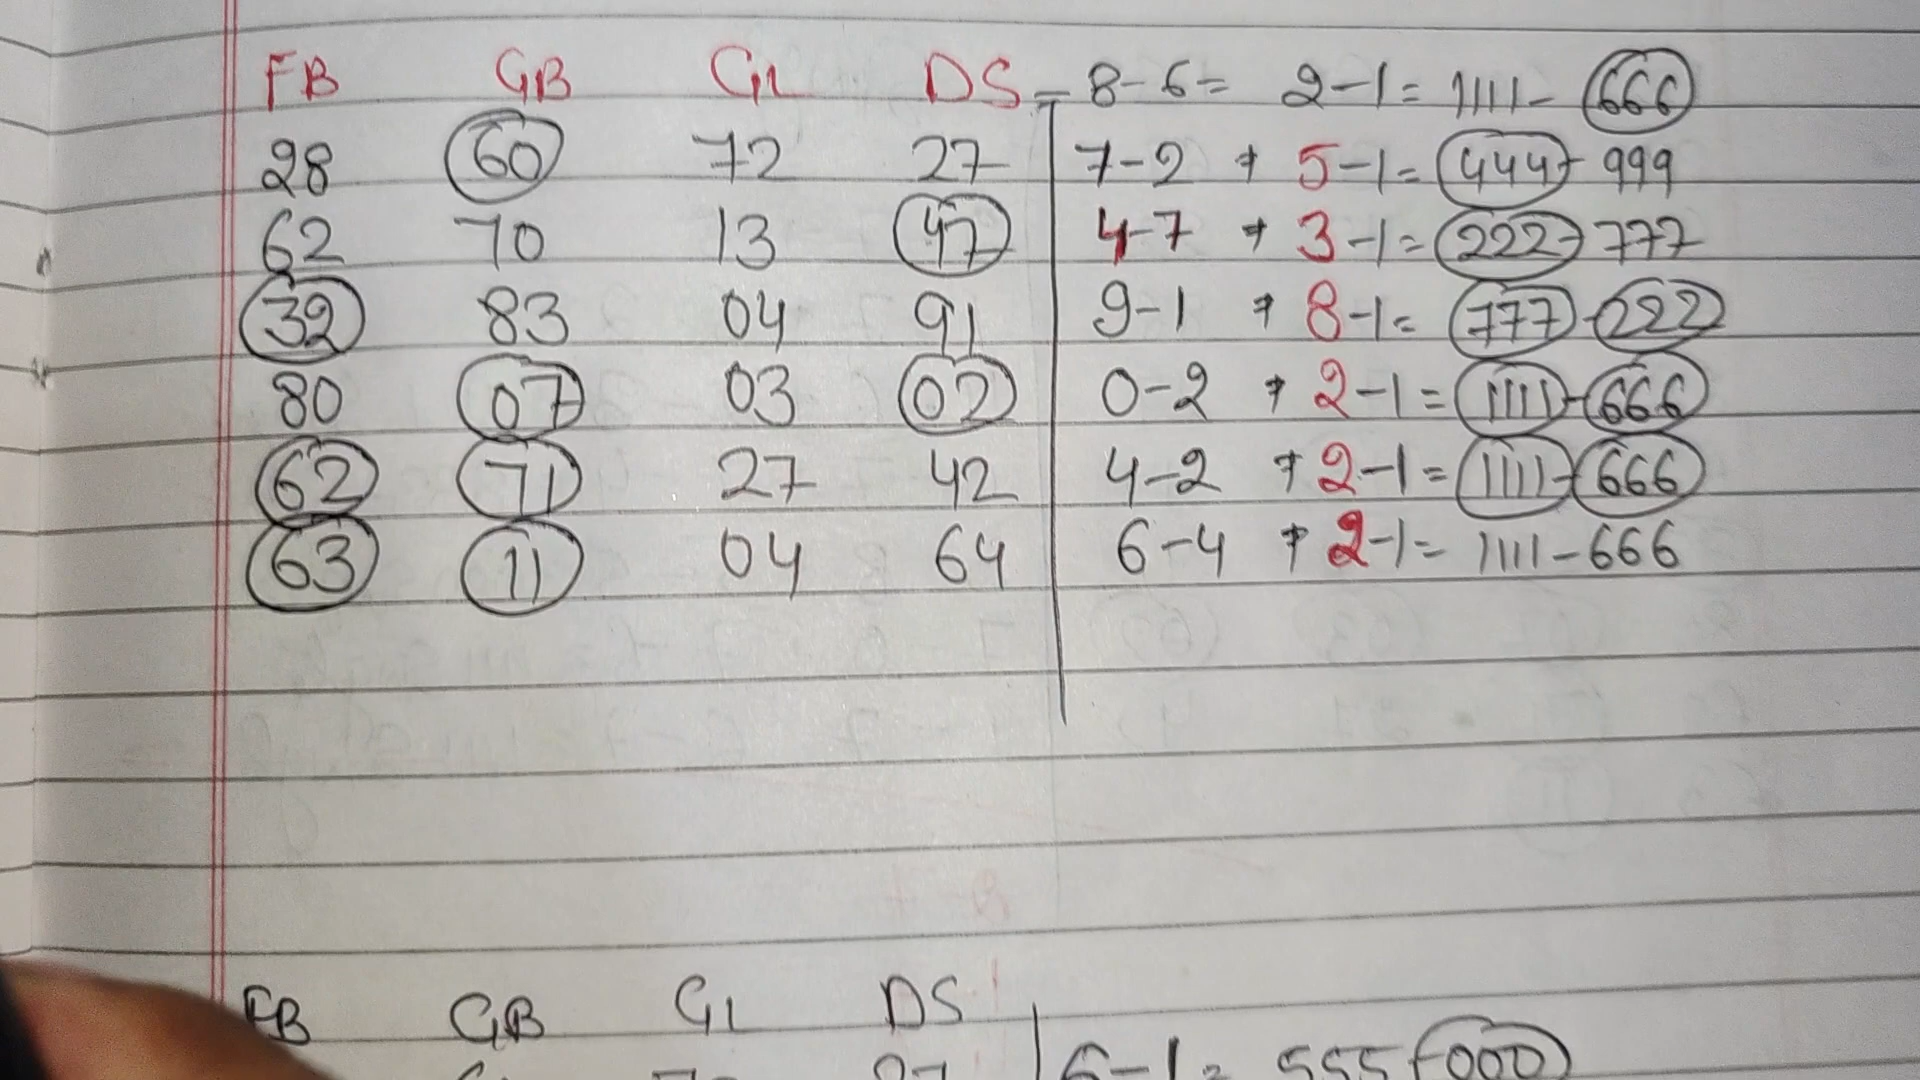 FB GB GL DS - 8-6= 2-1= 1111- 666
28 60 72 27 7-2 + 5-1= 444- 999
62 70 13 47 4-7 + 3-1= 222- 777
32 83 04 91 9-1 + 8-1= 777-222
80 07 03 02 0-2 + 2-1= 1111-666
62 71 27 42 4-2 + 2-1= 1111-666
63 11 04 64 6-4 + 2-1= 1111-666
FB GB GL DS
6-1= 555-000